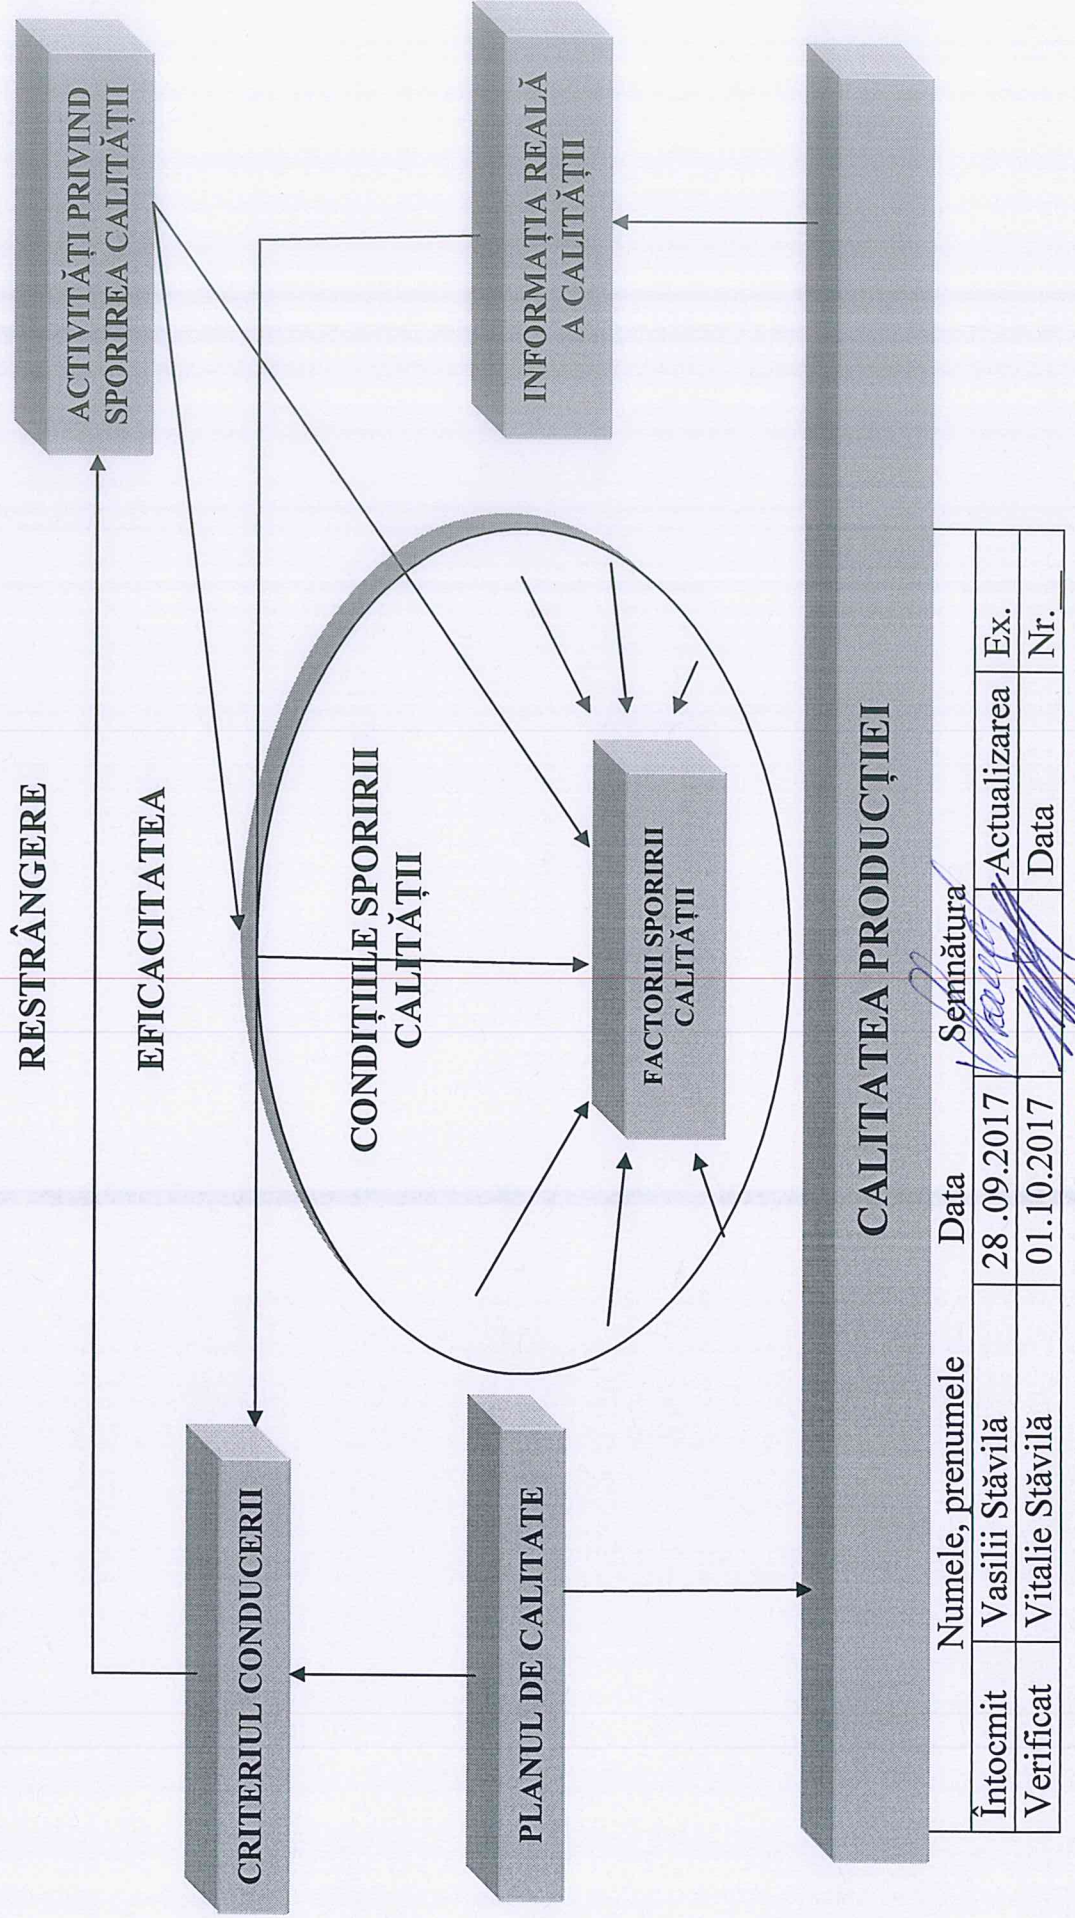 RESTRÂNGERE
EFICACITATEA
CRITERIUL CONDUCERII
ACTIVITĂȚI PRIVIND
SPORIREA CALITĂȚII
CONDIȚIILE SPORIRII
CALITĂȚII
PLANUL DE CALITATE
INFORMAȚIA REALĂ
A CALITĂȚII
FACTORII SPORIRII
CALITĂȚII
CALITATEA PRODUCȚIEI
Numele, prenumele Data Semnătura
Întocmit Vasilii Stăvilă 28 .09.2017 Actualizarea Ex.
Verificat Vitalie Stăvilă 01.10.2017 Data Nr.